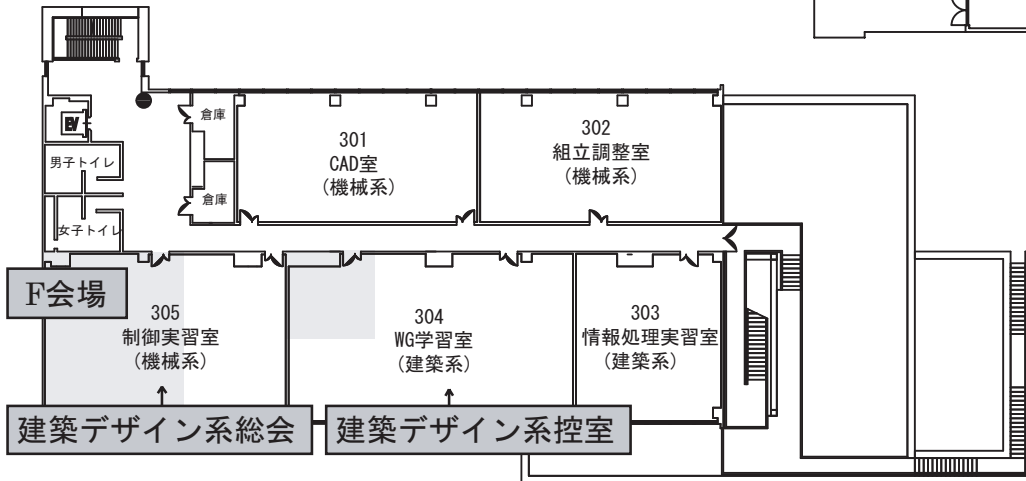 倉庫
301
CAD室
(機械系)
302
組立調整室
(機械系)
EV
男子トイレ
倉庫
女子トイレ
F会場
305
制御実習室
(機械系)
304
WG学習室
(建築系)
303
情報処理実習室
(建築系)
建築デザイン系総会
建築デザイン系控室